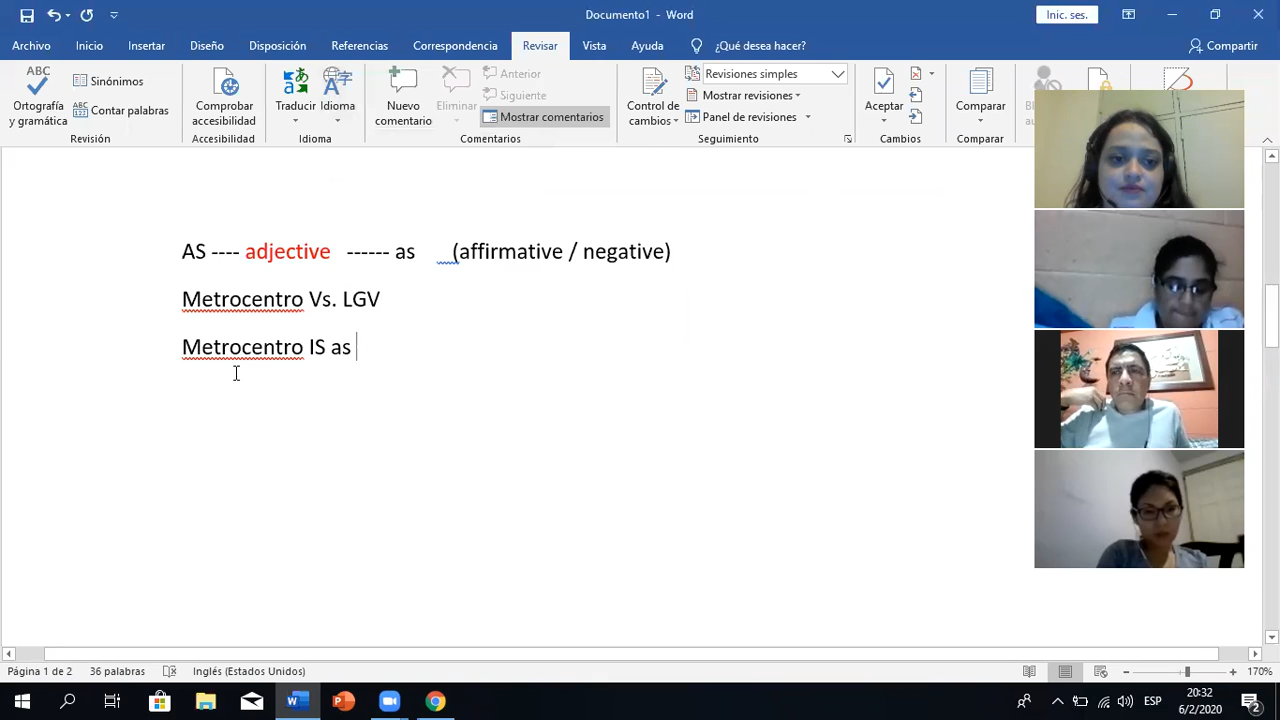 Documento1 - Word
Inic. ses.
Archivo Inicio Insertar Diseño Disposición Referencias Correspondencia Revisar Vista Ayuda ¿Qué desea hacer? Compartir
ABC
Ortografía y gramática
Sinónimos
Contar palabras
Revisión
Comprobar accesibilidad
Accesibilidad
Traducir
Idioma
Idioma
Nuevo comentario
Eliminar
Anterior
Siguiente
Mostrar comentarios
Comentarios
Control de cambios
Revisiones simples
Mostrar revisiones
Panel de revisiones
Seguimiento
Aceptar
Cambios
Comparar
Comparar
AS ---- adjective ------ as (affirmative / negative)
Metrocentro Vs. LGV
Metrocentro IS as
Página 1 de 2 36 palabras Inglés (Estados Unidos) 170%
ESP 20:32
6/2/2020
2